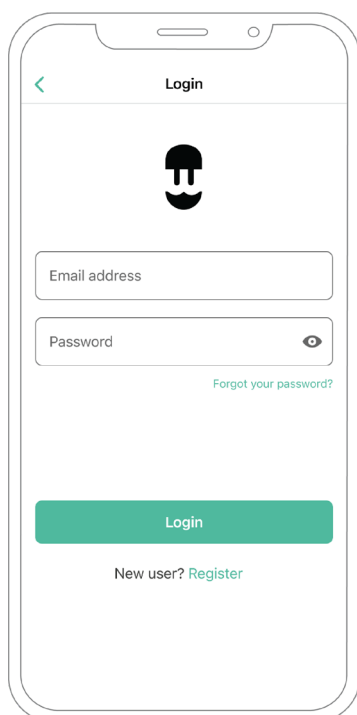 Login
Email address
Password
Forgot your password?
Login
New user? Register